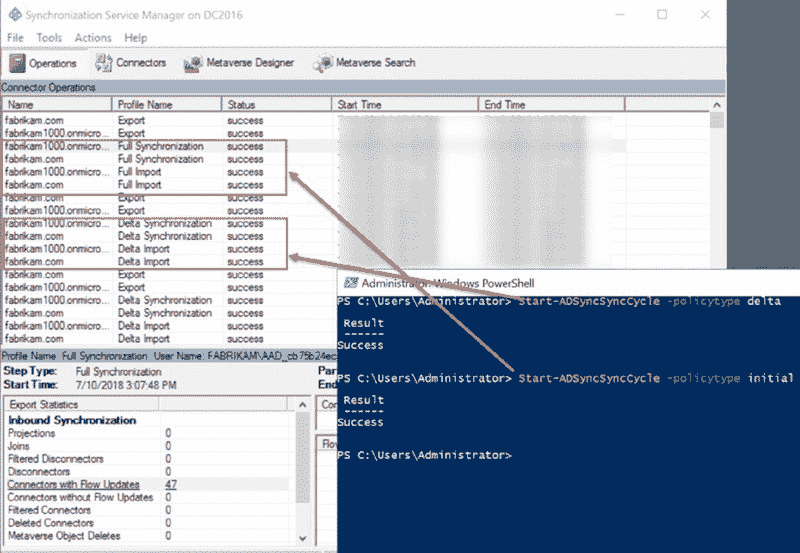 Synchronization Service Manager on DC2016
File Tools Actions Help
Operations Connectors Metaverse Designer Metaverse Search
Connector Operations
Name Profile Name Status Start Time End Time
fabrikam.com Export success
fabrikam1000.onmicro... Export success
fabrikam1000.onmicro... Full Synchronization success
fabrikam.com Full Synchronization success
fabrikam1000.onmicro... Full Import success
fabrikam.com Full Import success
fabrikam.com Export success
fabrikam1000.onmicro... Export success
fabrikam1000.onmicro... Delta Synchronization success
fabrikam.com Delta Synchronization success
fabrikam1000.onmicro... Delta Import success
fabrikam.com Delta Import success
fabrikam.com Export success
fabrikam1000.onmicro... Export success
fabrikam1000.onmicro... Delta Synchronization success
fabrikam.com Delta Synchronization success
fabrikam1000.onmicro... Delta Import success
fabrikam.com Delta Import success
Profile Name Full Synchronization User Name: FABRIKAM\AAD_cb75b24ec
Step Type: Full Synchronization Par
Start Time: 7/10/2018 3:07:48 PM End
Export Statistics Co
Inbound Synchronization
Projections 0
Joins 0
Filtered Disconnectors 0
Disconnectors 0
Connectors with Flow Updates 47
Connectors without Flow Updates 0
Filtered Connectors 0
Deleted Connectors 0
Metaverse Object Deletes 0
Flow
Administrator: Windows PowerShell
PS C:\Users\Administrator> Start-ADSyncSyncCycle -policytype delta
Result
------
Success
PS C:\Users\Administrator> Start-ADSyncSyncCycle -policytype initial
Result
------
Success
PS C:\Users\Administrator>